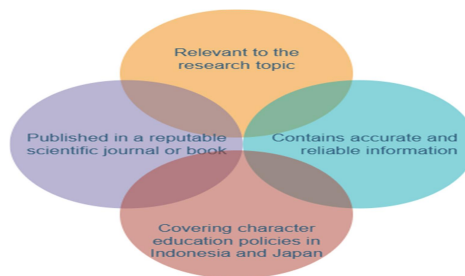 Relevant to the
research topic
Published in a reputable
scientific journal or book
Contains accurate and
reliable information
Covering character
education policies in
Indonesia and Japan